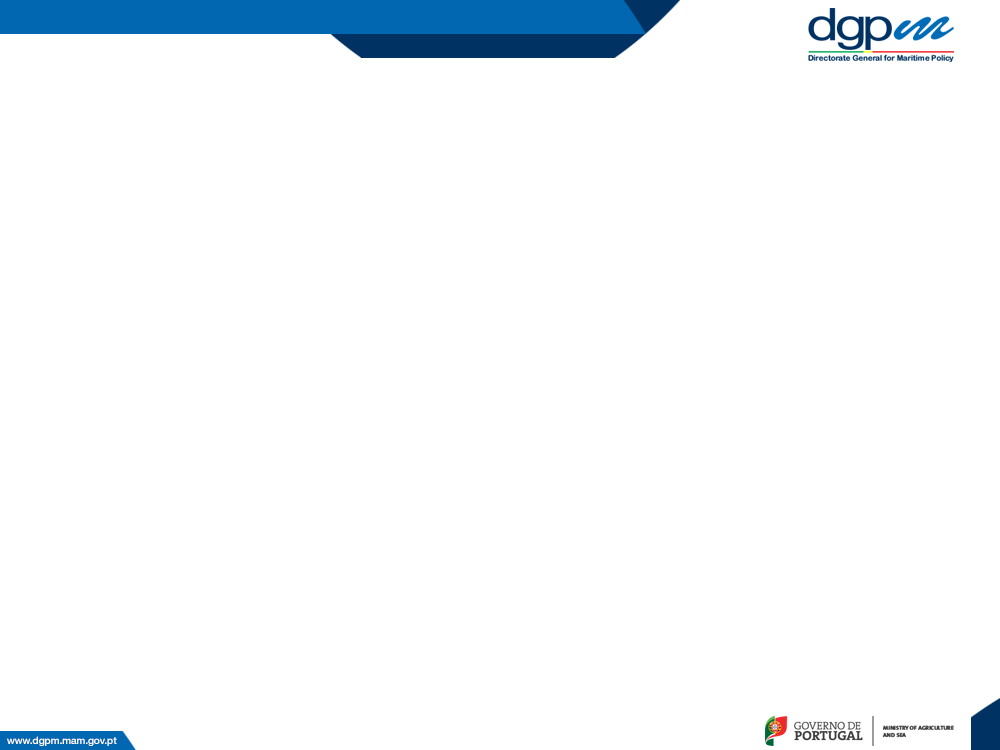 dgpm
Directorate General for Maritime Policy
www.dgpm.mam.gov.pt
GOVERNO DE
PORTUGAL
MINISTRY OF AGRICULTURE
AND SEA